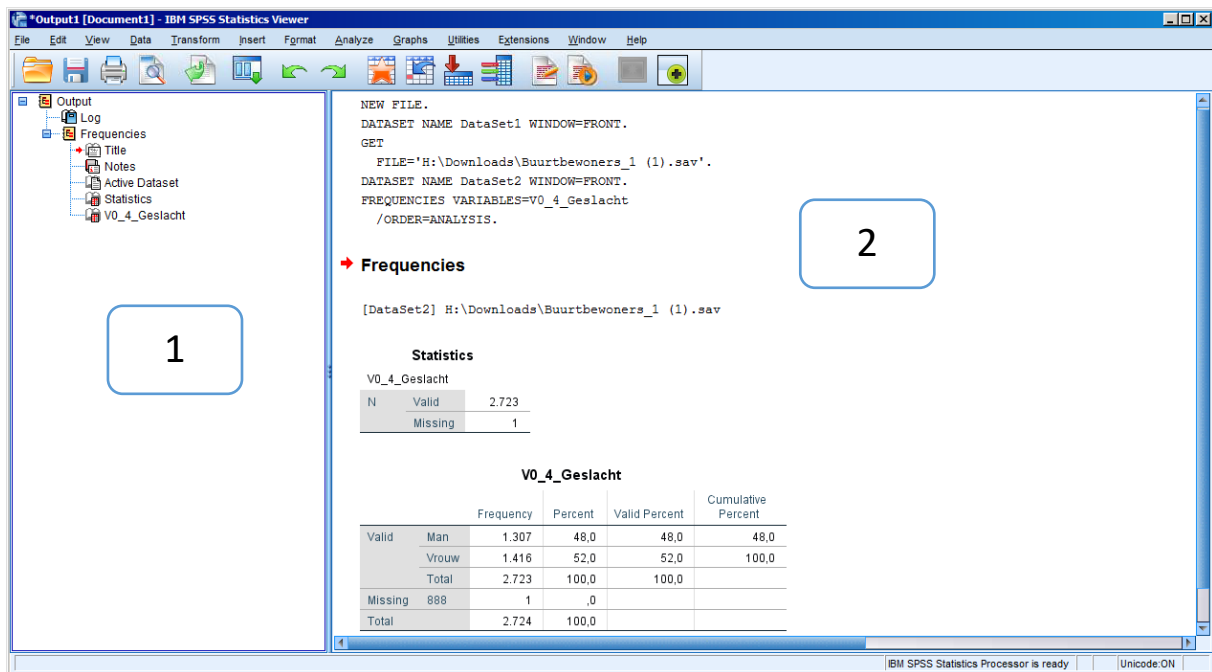 *Output1 [Document1] - IBM SPSS Statistics Viewer
File Edit View Data Transform Insert Format Analyze Graphs Utilities Extensions Window Help
Output
Log
Frequencies
Title
Notes
Active Dataset
Statistics
V0_4_Geslacht
1
NEW FILE.
DATASET NAME DataSet1 WINDOW=FRONT.
GET
FILE='H:\Downloads\Buurtbewoners_1 (1).sav'.
DATASET NAME DataSet2 WINDOW=FRONT.
FREQUENCIES VARIABLES=V0_4_Geslacht
/ORDER=ANALYSIS.
2
Frequencies
[DataSet2] H:\Downloads\Buurtbewoners_1 (1).sav
Statistics
V0_4_Geslacht
N Valid 2.723
Missing 1
V0_4_Geslacht
Frequency Percent Valid Percent Cumulative Percent
Valid Man 1.307 48,0 48,0 48,0
Vrouw 1.416 52,0 52,0 100,0
Total 2.723 100,0 100,0
Missing 888 1 ,0
Total 2.724 100,0
IBM SPSS Statistics Processor is ready Unicode:ON